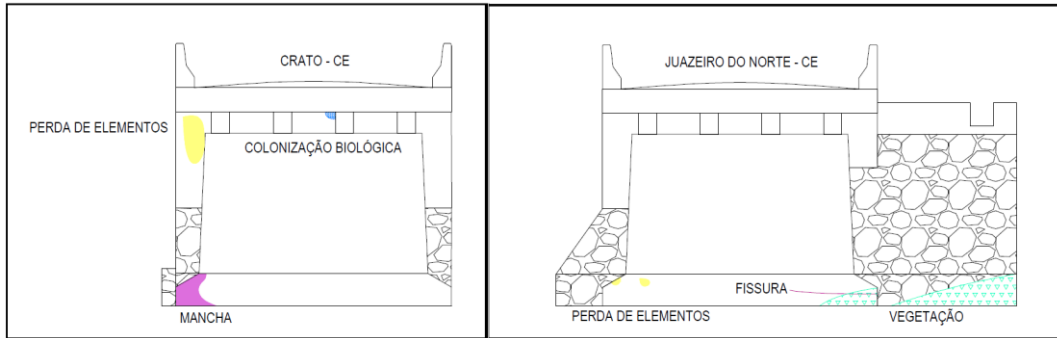 CRATO - CE
PERDA DE ELEMENTOS
COLONIZAÇÃO BIOLÓGICA
MANCHA
JUAZEIRO DO NORTE - CE
FISSURA
PERDA DE ELEMENTOS
VEGETAÇÃO